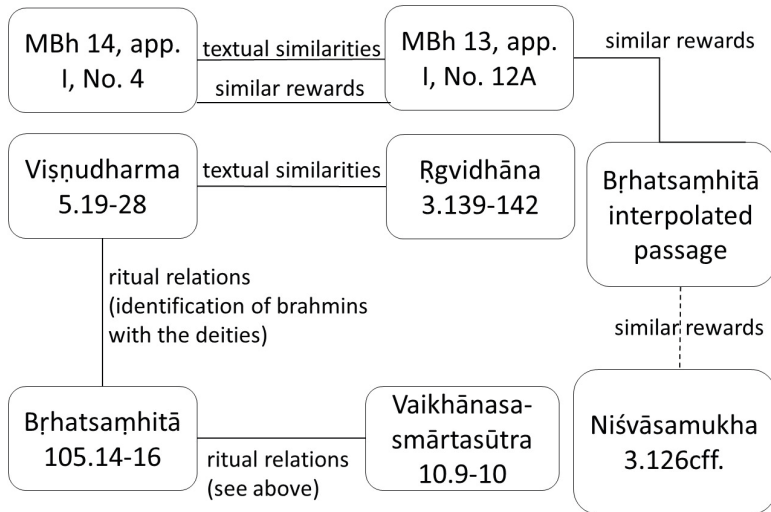 MBh 14, app.
I, No. 4
textual similarities
similar rewards
MBh 13, app.
I, No. 12A
similar rewards
Viṣṇudharma
5.19-28
textual similarities
Ṛgvidhāna
3.139-142
Bṛhatsaṃhitā
interpolated
passage
ritual relations
(identification of brahmins
with the deities)
similar rewards
Bṛhatsaṃhitā
105.14-16
ritual relations
(see above)
Vaikhānasa-
smārtasūtra
10.9-10
Niśvāsamukha
3.126cff.